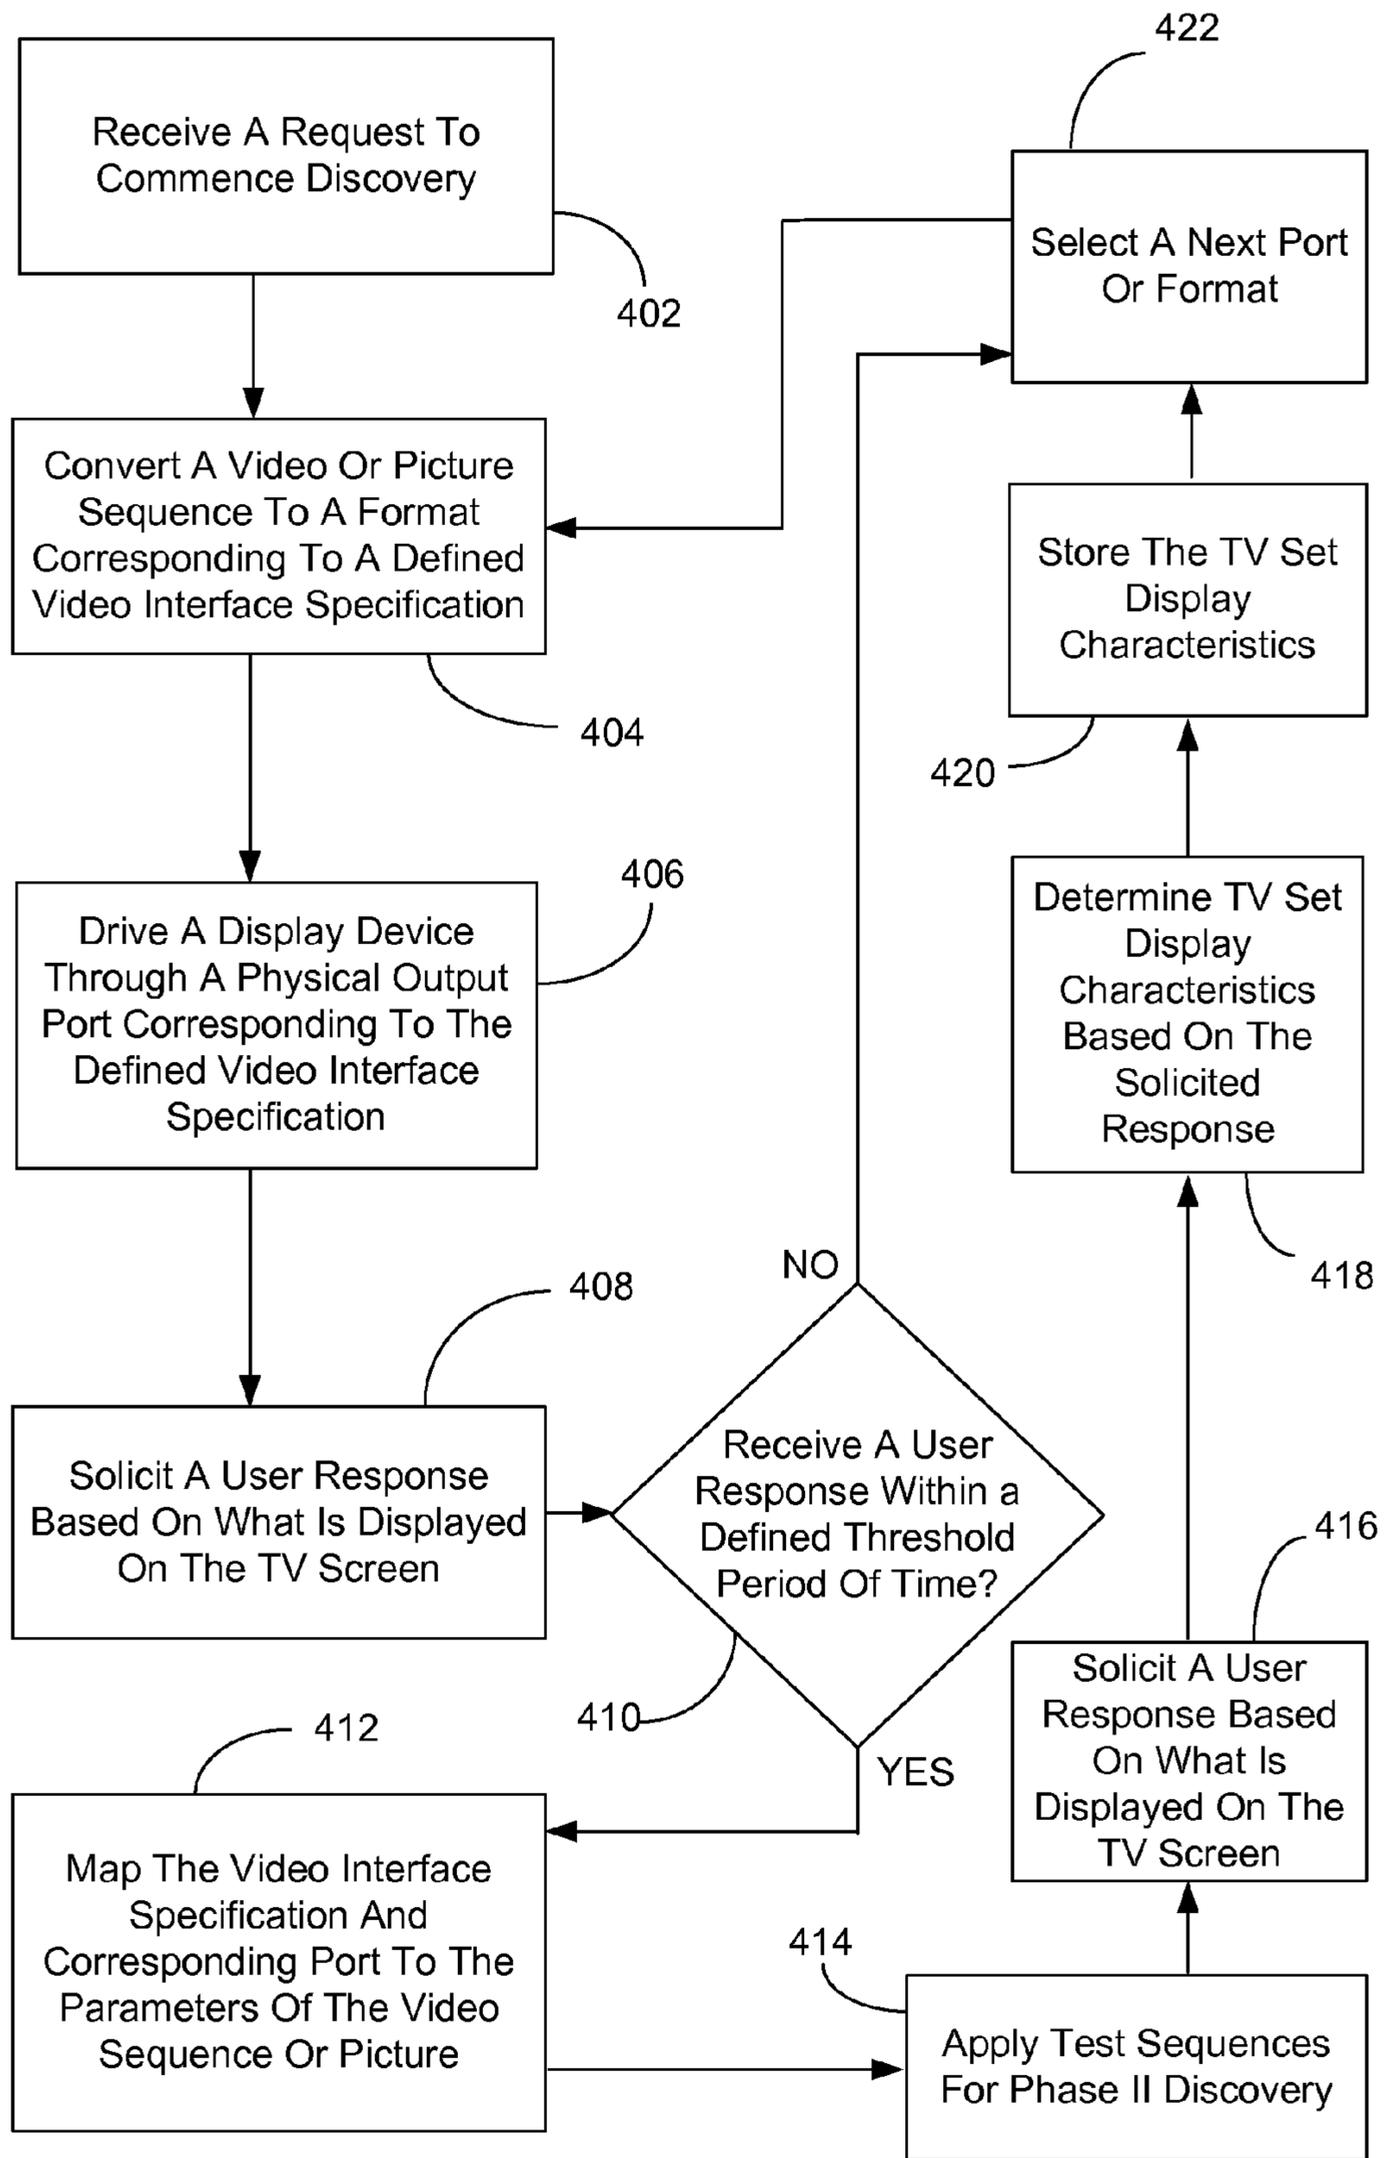 Receive A Request To
Commence Discovery
402
Convert A Video Or Picture
Sequence To A Format
Corresponding To A Defined
Video Interface Specification
404
406
Drive A Display Device
Through A Physical Output
Port Corresponding To The
Defined Video Interface
Specification
408
Solicit A User Response
Based On What Is Displayed
On The TV Screen
NO
Receive A User
Response Within a
Defined Threshold
Period Of Time?
410
YES
412
Map The Video Interface
Specification And
Corresponding Port To The
Parameters Of The Video
Sequence Or Picture
414
Apply Test Sequences
For Phase II Discovery
416
Solicit A User
Response Based
On What Is
Displayed On The
TV Screen
418
Determine TV Set
Display
Characteristics
Based On The
Solicited
Response
420
Store The TV Set
Display
Characteristics
422
Select A Next Port
Or Format